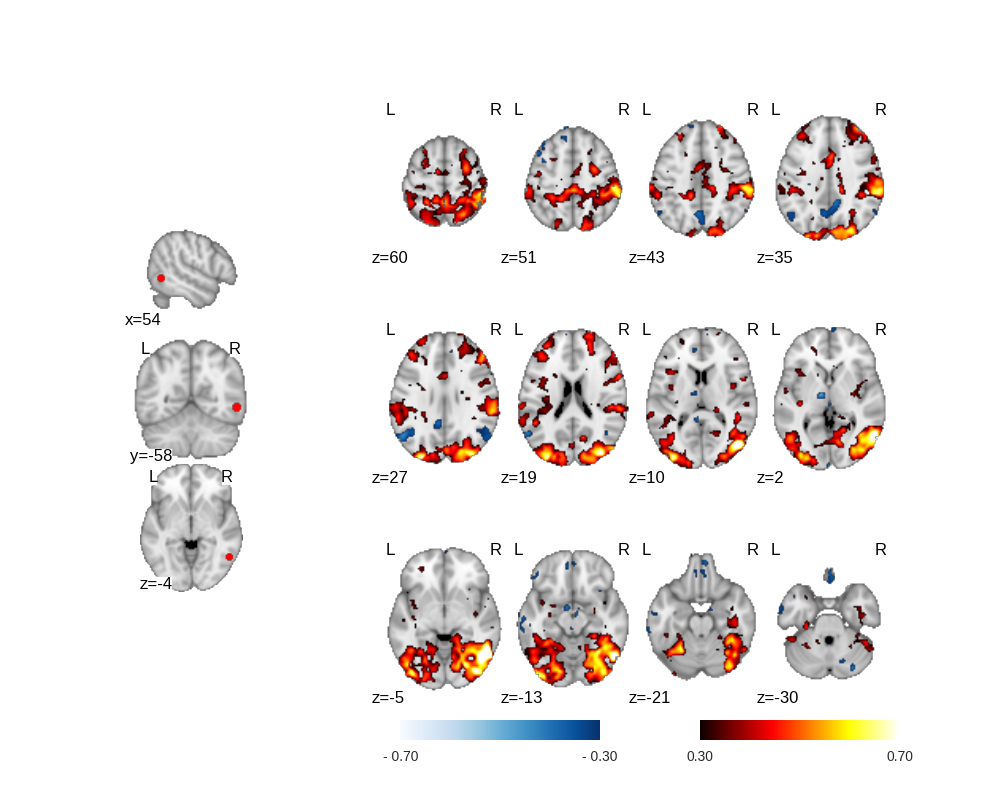 L R L R L R L R
z=60 z=51 z=43 z=35
x=54
L R
y=-58
L R
z=-4
L R L R L R L R
z=27 z=19 z=10 z=2
L R L R L R L R
z=-5 z=-13 z=-21 z=-30
- 0.70 - 0.30 0.30 0.70